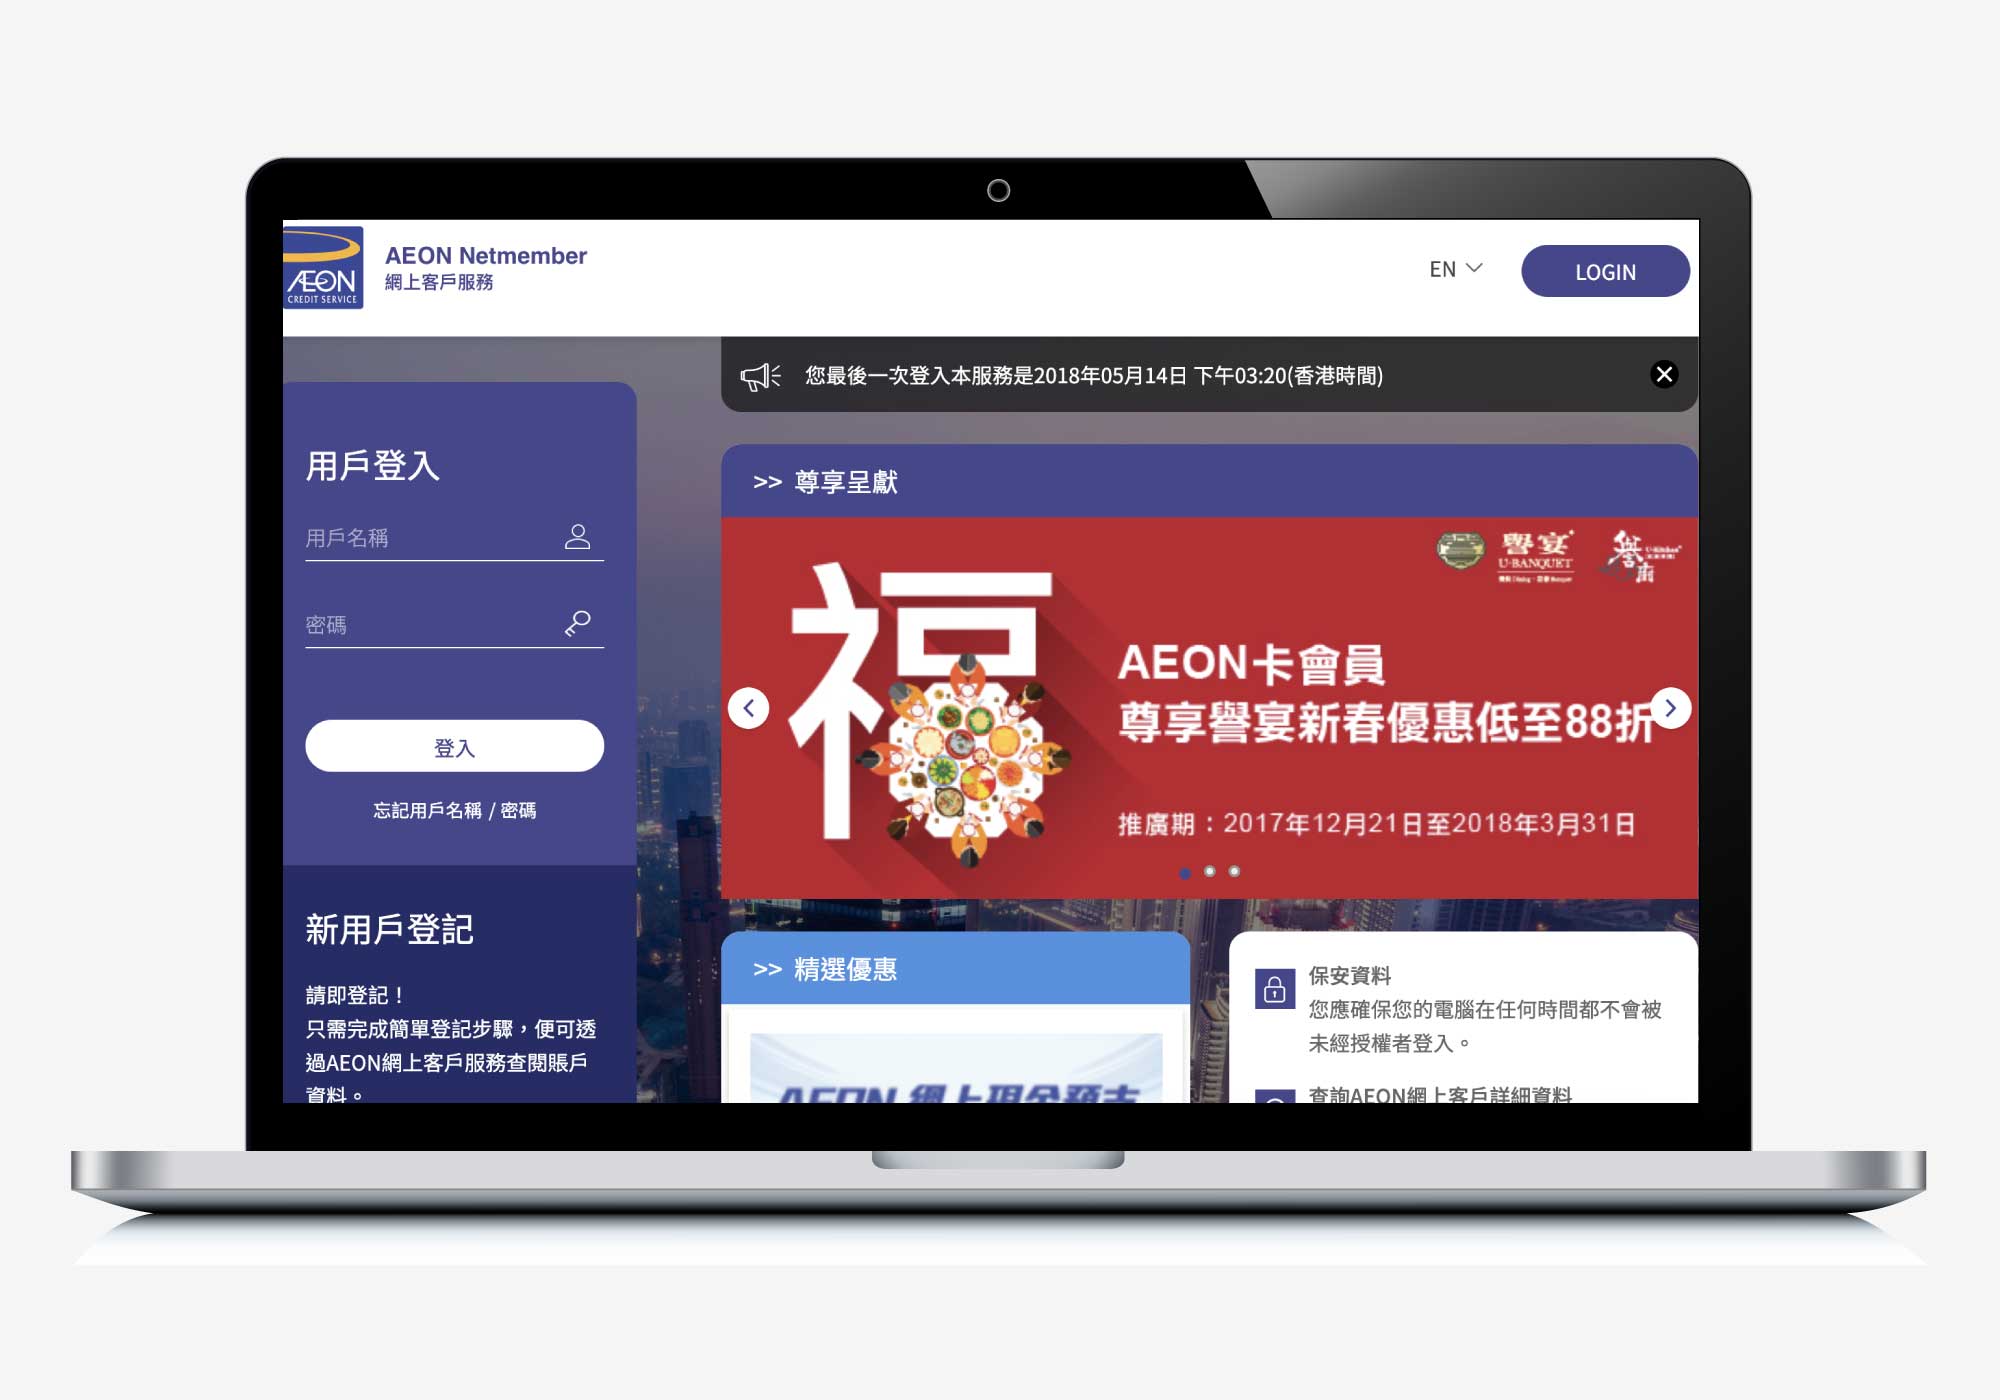 ÆON
CREDIT SERVICE
AEON Netmember
網上客戶服務
EN
LOGIN
您最後一次登入本服務是2018年05月14日 下午03:20(香港時間)
用戶登入
用戶名稱
密碼
登入
忘記用戶名稱 / 密碼
新用戶登記
請即登記！
只需完成簡單登記步驟，便可透
過AEON網上客戶服務查閱賬戶
資料。
>> 尊享呈獻
譽宴
U-BANQUET
譽廚
U-Kitchen
福
AEON卡會員
尊享譽宴新春優惠低至88折
推廣期：2017年12月21日至2018年3月31日
>> 精選優惠
AEON 網上現金預支
保安資料
您應確保您的電腦在任何時間都不會被
未經授權者登入。
查詢AEON網上客戶詳細資料